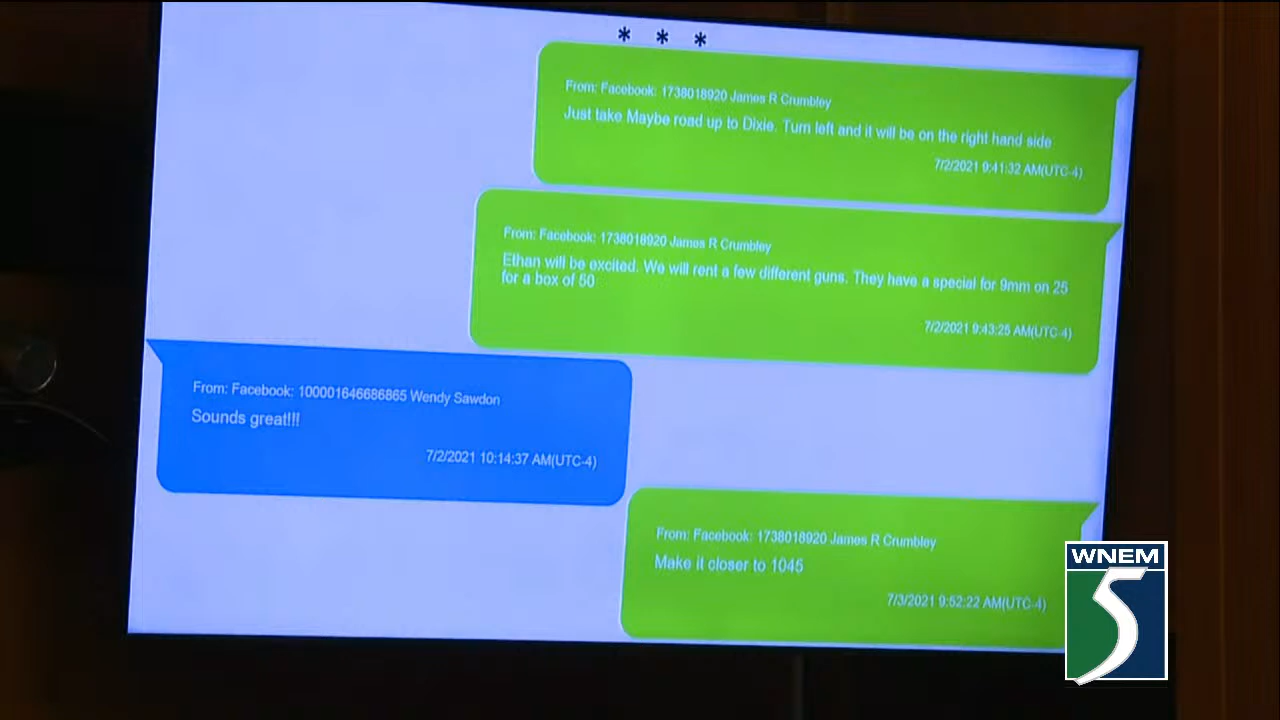 * * *
From: Facebook: 1738018920 James R Crumbley
Just take Maybe road up to Dixie. Turn left and it will be on the right hand side
7/2/2021 9:41:32 AM(UTC-4)
From: Facebook: 1738018920 James R Crumbley
Ethan will be excited. We will rent a few different guns. They have a special for 9mm on 25
for a box of 50
7/2/2021 9:43:25 AM(UTC-4)
From: Facebook: 100001646686865 Wendy Sawdon
Sounds great!!!
7/2/2021 10:14:37 AM(UTC-4)
From: Facebook: 1738018920 James R Crumbley
Make it closer to 1045
7/3/2021 9:52:22 AM(UTC-4)
WNEM
5